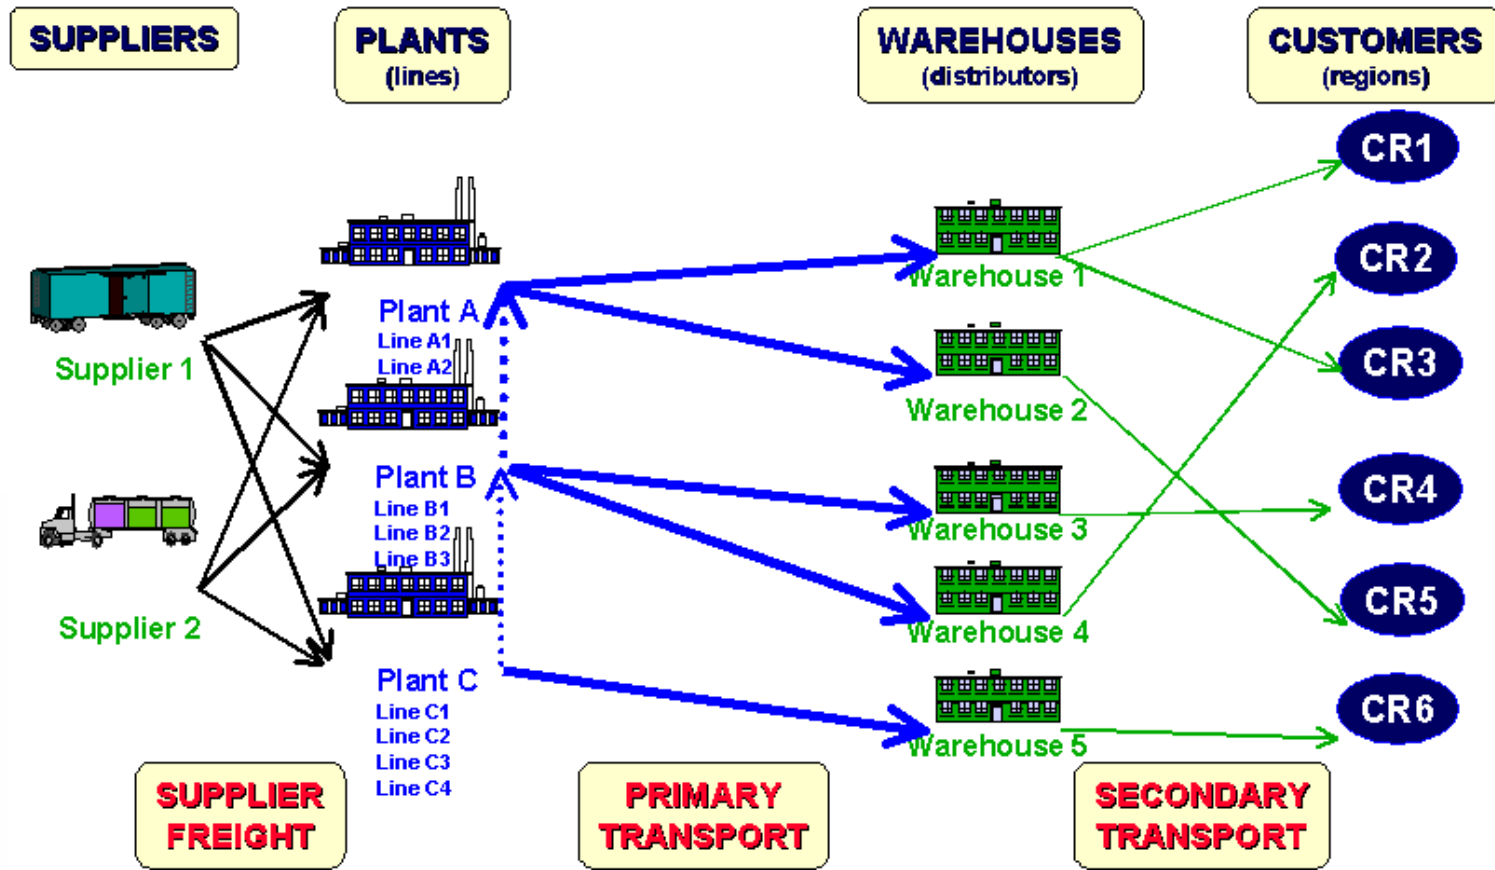 SUPPLIERS
PLANTS
(lines)
WAREHOUSES
(distributors)
CUSTOMERS
(regions)
Supplier 1
Supplier 2
Plant A
Line A1
Line A2
Plant B
Line B1
Line B2
Line B3
Plant C
Line C1
Line C2
Line C3
Line C4
Warehouse 1
Warehouse 2
Warehouse 3
Warehouse 4
Warehouse 5
CR1
CR2
CR3
CR4
CR5
CR6
SUPPLIER
FREIGHT
PRIMARY
TRANSPORT
SECONDARY
TRANSPORT